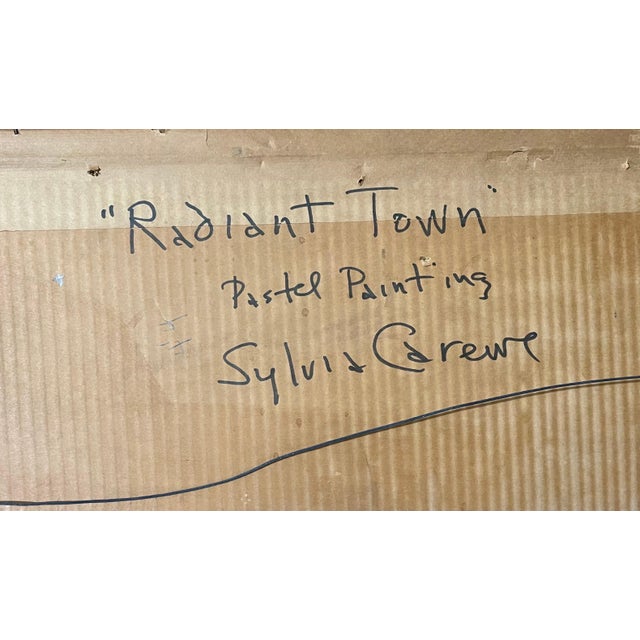 "Radiant Town"
Pastel Painting
Sylvia Carewe